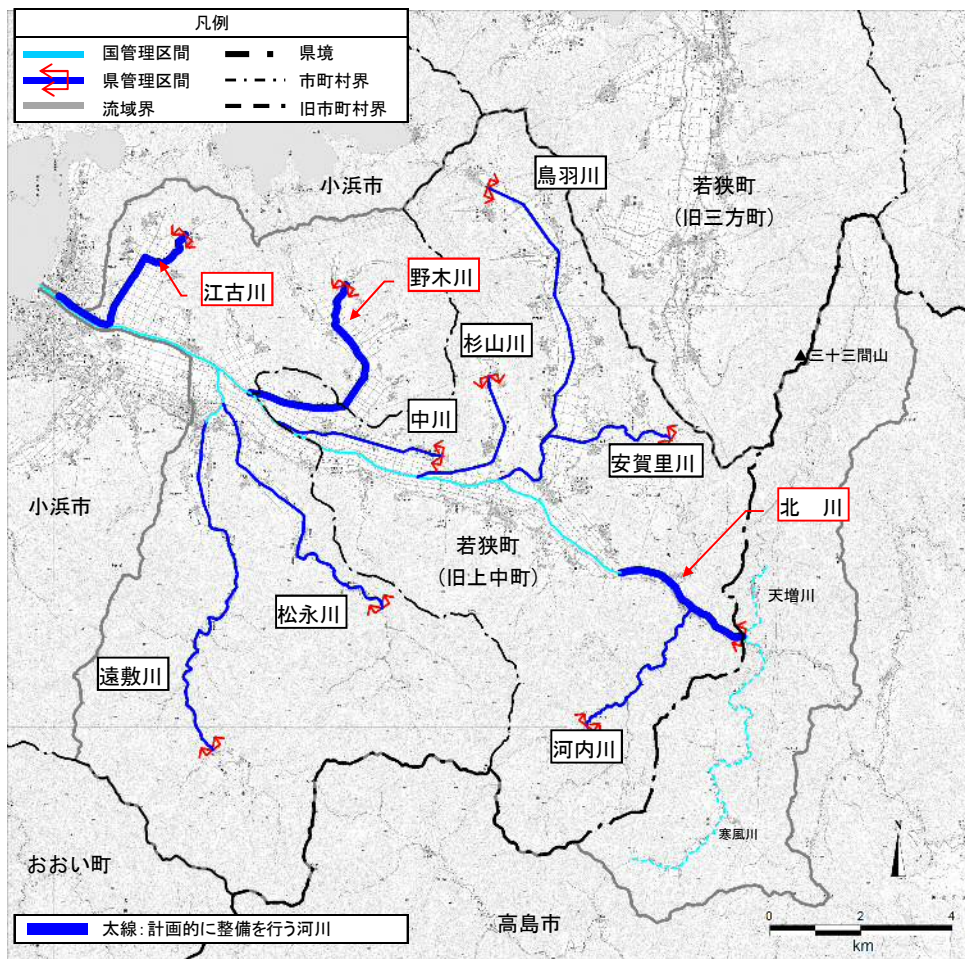 凡例
国管理区間
県境
県管理区間
市町村界
流域界
旧市町村界
鳥羽川
小浜市
若狭町
(旧三方町)
野木川
江古川
杉山川
三十三間山
中川
安賀里川
小浜市
北 川
若狭町
(旧上中町)
天増川
松永川
遠敷川
河内川
寒風川
N
おおい町
高島市
太線:計画的に整備を行う河川
0 2 4
km